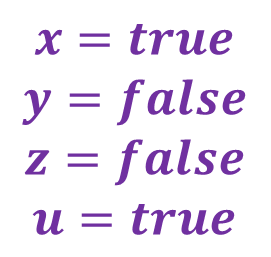 x = true
y = false
z = false
u = true